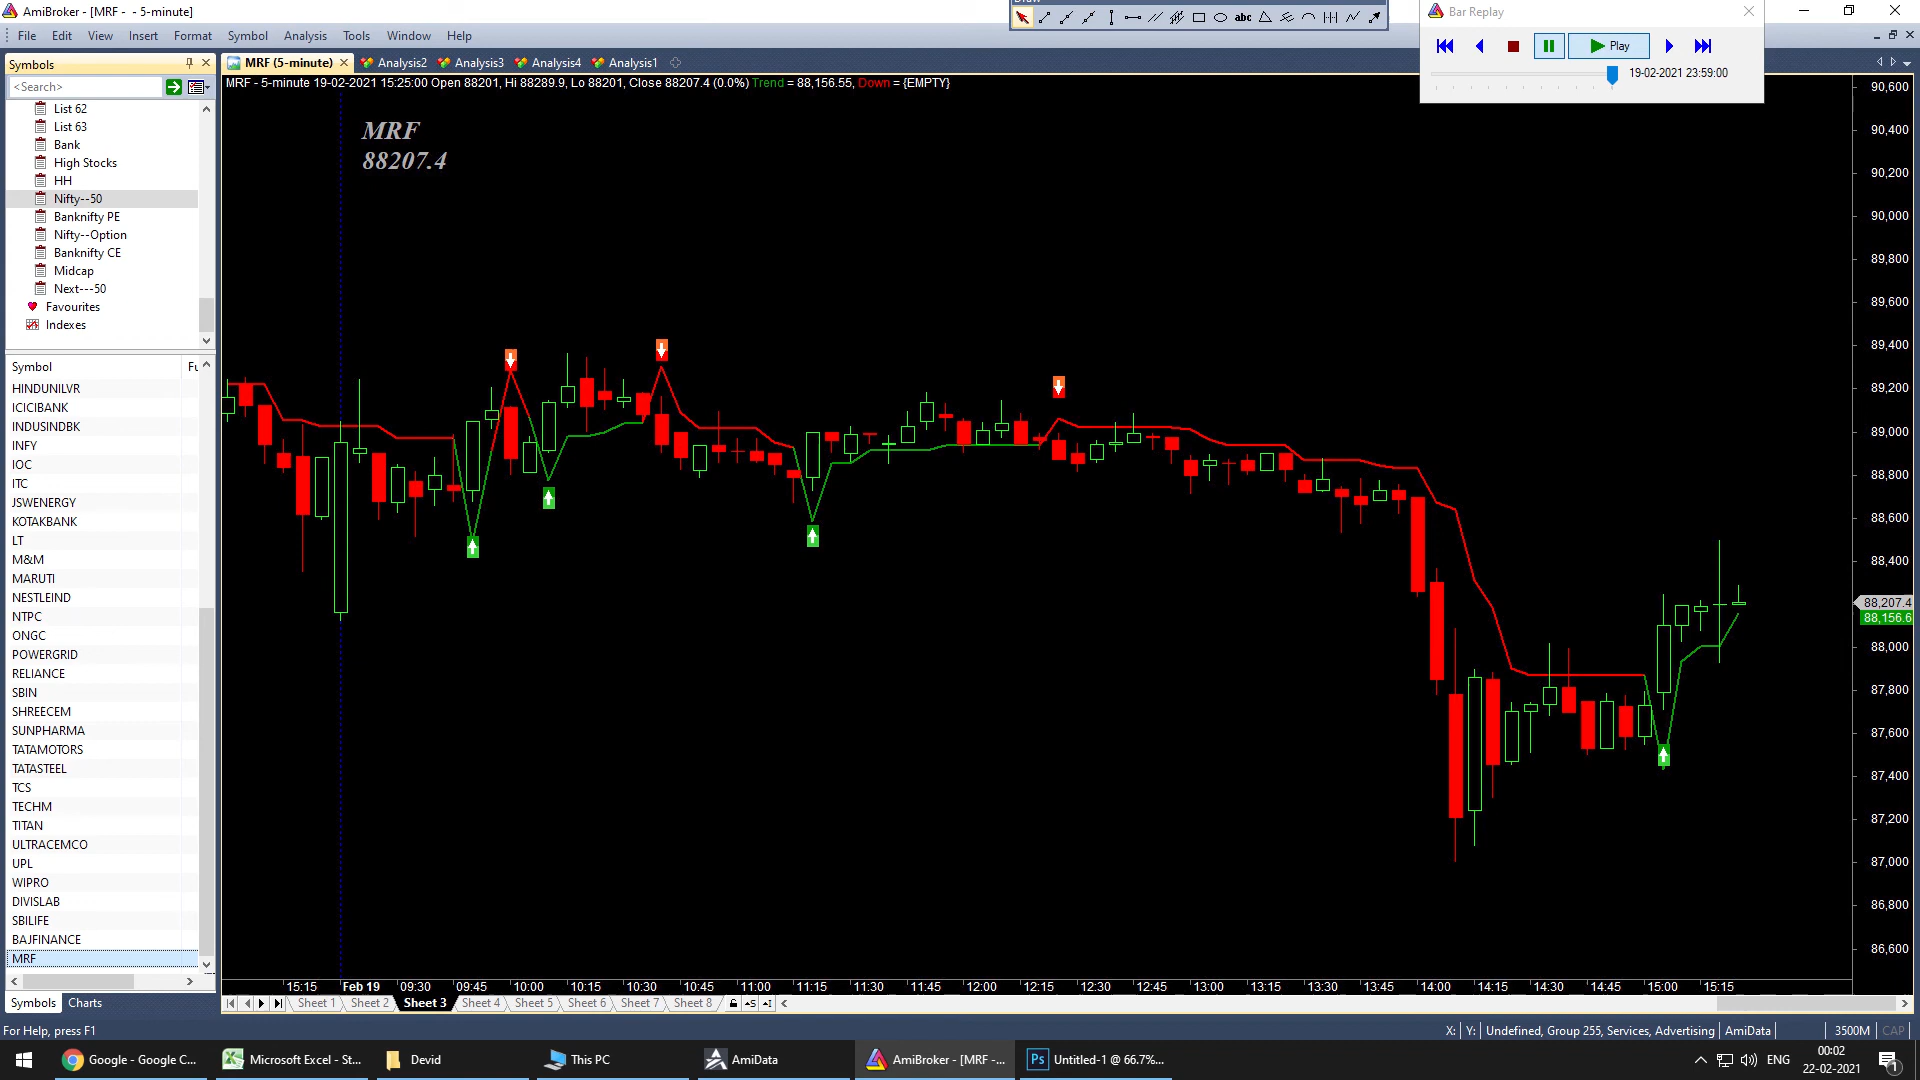 AmiBroker - [MRF -  - 5-minute]
File Edit View Insert Format Symbol Analysis Tools Window Help
Bar Replay
Play
19-02-2021 23:59:00
abc
Symbols
<Search>
List 62
List 63
Bank
High Stocks
HH
Nifty--50
Banknifty PE
Nifty--Option
Banknifty CE
Midcap
Next---50
Favourites
Indexes
Symbol
HINDUNILVR
ICICIBANK
INDUSINDBK
INFY
IOC
ITC
JSWENERGY
KOTAKBANK
LT
M&M
MARUTI
NESTLEIND
NTPC
ONGC
POWERGRID
RELIANCE
SBIN
SHREECEM
SUNPHARMA
TATAMOTORS
TATASTEEL
TCS
TECHM
TITAN
ULTRACEMCO
UPL
WIPRO
DIVISLAB
SBILIFE
BAJFINANCE
MRF
Symbols Charts
MRF (5-minute) Analysis2 Analysis3 Analysis4 Analysis1
MRF - 5-minute 19-02-2021 15:25:00 Open 88201, Hi 88289.9, Lo 88201, Close 88207.4 (0.0%) Trend = 88,156.55, Down = {EMPTY}
MRF
88207.4
90,600
90,400
90,200
90,000
89,800
89,600
89,400
89,200
89,000
88,800
88,600
88,400
88,207.4
88,156.6
88,000
87,800
87,600
87,400
87,200
87,000
86,800
86,600
15:15 Feb 19 09:30 09:45 10:00 10:15 10:30 10:45 11:00 11:15 11:30 11:45 12:00 12:15 12:30 12:45 13:00 13:15 13:30 13:45 14:00 14:15 14:30 14:45 15:00 15:15
Sheet 1 Sheet 2 Sheet 3 Sheet 4 Sheet 5 Sheet 6 Sheet 7 Sheet 8
For Help, press F1
X: Y: Undefined, Group 255, Services, Advertising AmiData 3500M CAP
Google - Google C... Microsoft Excel - St... Devid This PC AmiData AmiBroker - [MRF -... Untitled-1 @ 66.7%...
ENG
00:02
22-02-2021
1